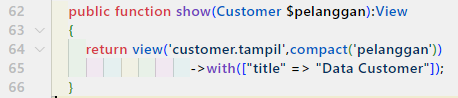 62 public function show(Customer $pelanggan):View
63 {
64 return view('customer.tampil',compact('pelanggan'))
65 ->with(["title" => "Data Customer"]);
66 }